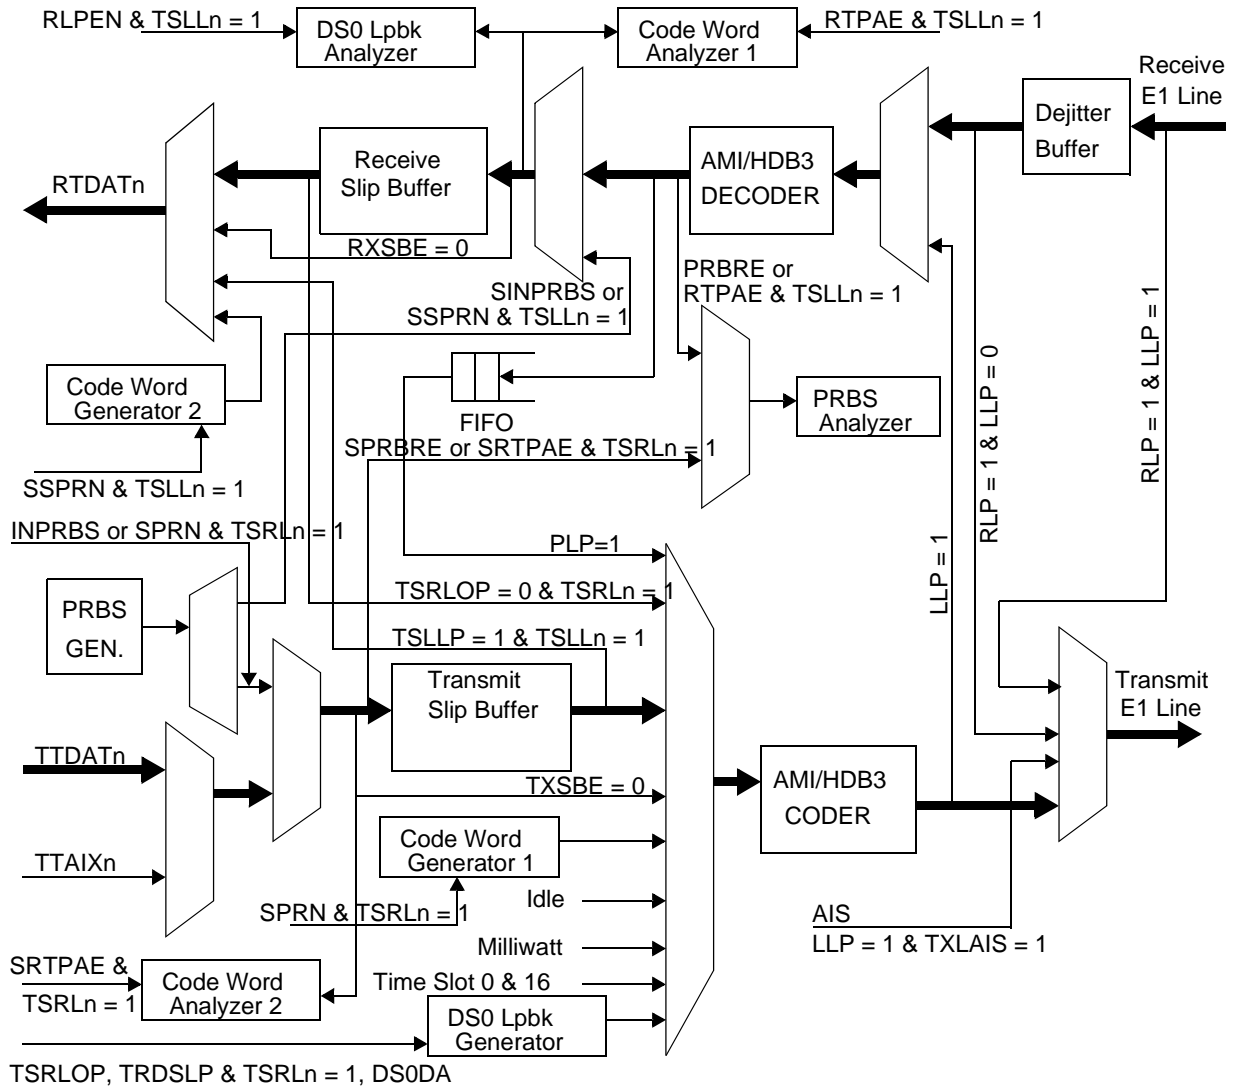 RLPEN & TSLLn = 1
DS0 Lpbk
Analyzer
Code Word
Analyzer 1
RTPAE & TSLLn = 1
Receive
E1 Line
Dejitter
Buffer
AMI/HDB3
DECODER
Receive
Slip Buffer
RTDATn
RXSBE = 0
PRBRE or
RTPAE & TSLLn = 1
SINPRBS or
SSPRN & TSLLn = 1
RLP = 1 & LLP = 1
RLP = 1 & LLP = 0
LLP = 1
Code Word
Generator 2
FIFO
PRBS
Analyzer
SPRBRE or SRTPAE & TSRLn = 1
SSPRN & TSLLn = 1
INPRBS or SPRN & TSRLn = 1
PLP=1
PRBS
GEN.
TSRLOP = 0 & TSRLn = 1
TSLLP = 1 & TSLLn = 1
Transmit
Slip Buffer
Transmit
E1 Line
TTDATn
TXSBE = 0
AMI/HDB3
CODER
Code Word
Generator 1
TTAIXn
SPRN & TSRLn = 1
Idle
AIS
LLP = 1 & TXLAIS = 1
Milliwatt
SRTPAE &
TSRLn = 1
Code Word
Analyzer 2
Time Slot 0 & 16
DS0 Lpbk
Generator
TSRLOP, TRDSLP & TSRLn = 1, DS0DA